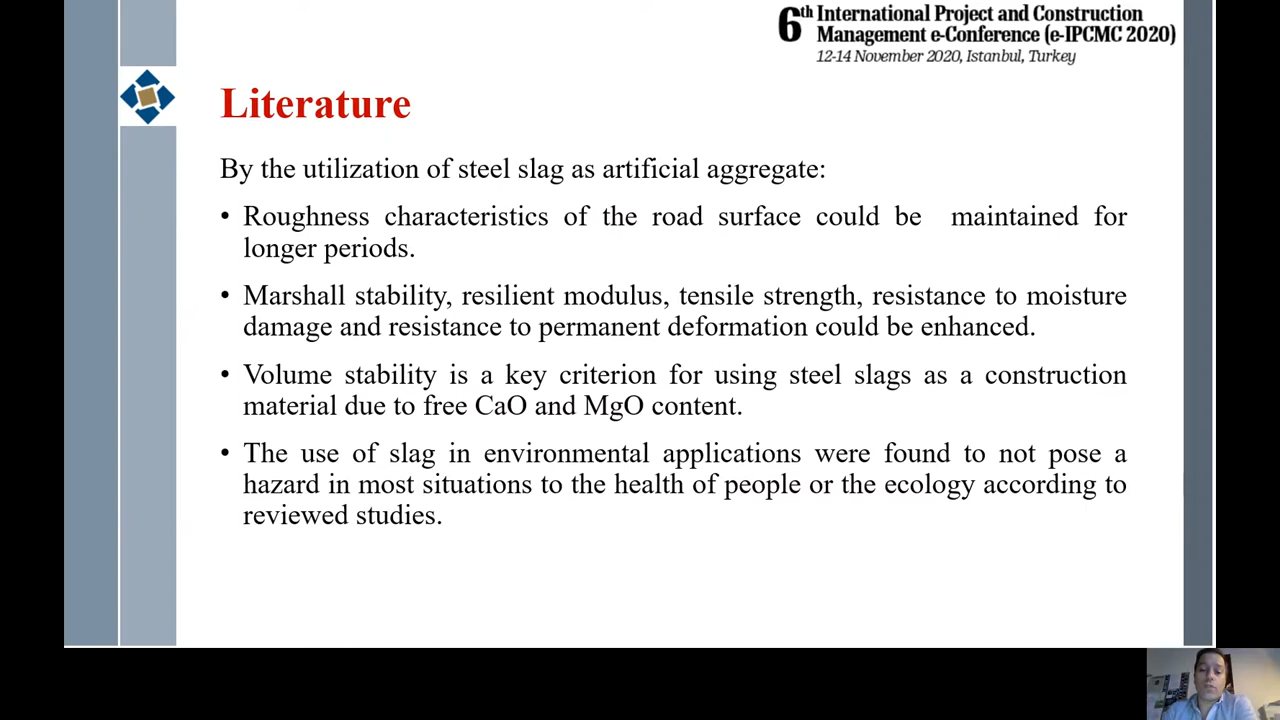 6th International Project and Construction
Management e-Conference (e-IPCMC 2020)
12-14 November 2020, Istanbul, Turkey
Literature
By the utilization of steel slag as artificial aggregate:
• Roughness characteristics of the road surface could be maintained for
longer periods.
• Marshall stability, resilient modulus, tensile strength, resistance to moisture
damage and resistance to permanent deformation could be enhanced.
• Volume stability is a key criterion for using steel slags as a construction
material due to free CaO and MgO content.
• The use of slag in environmental applications were found to not pose a
hazard in most situations to the health of people or the ecology according to
reviewed studies.